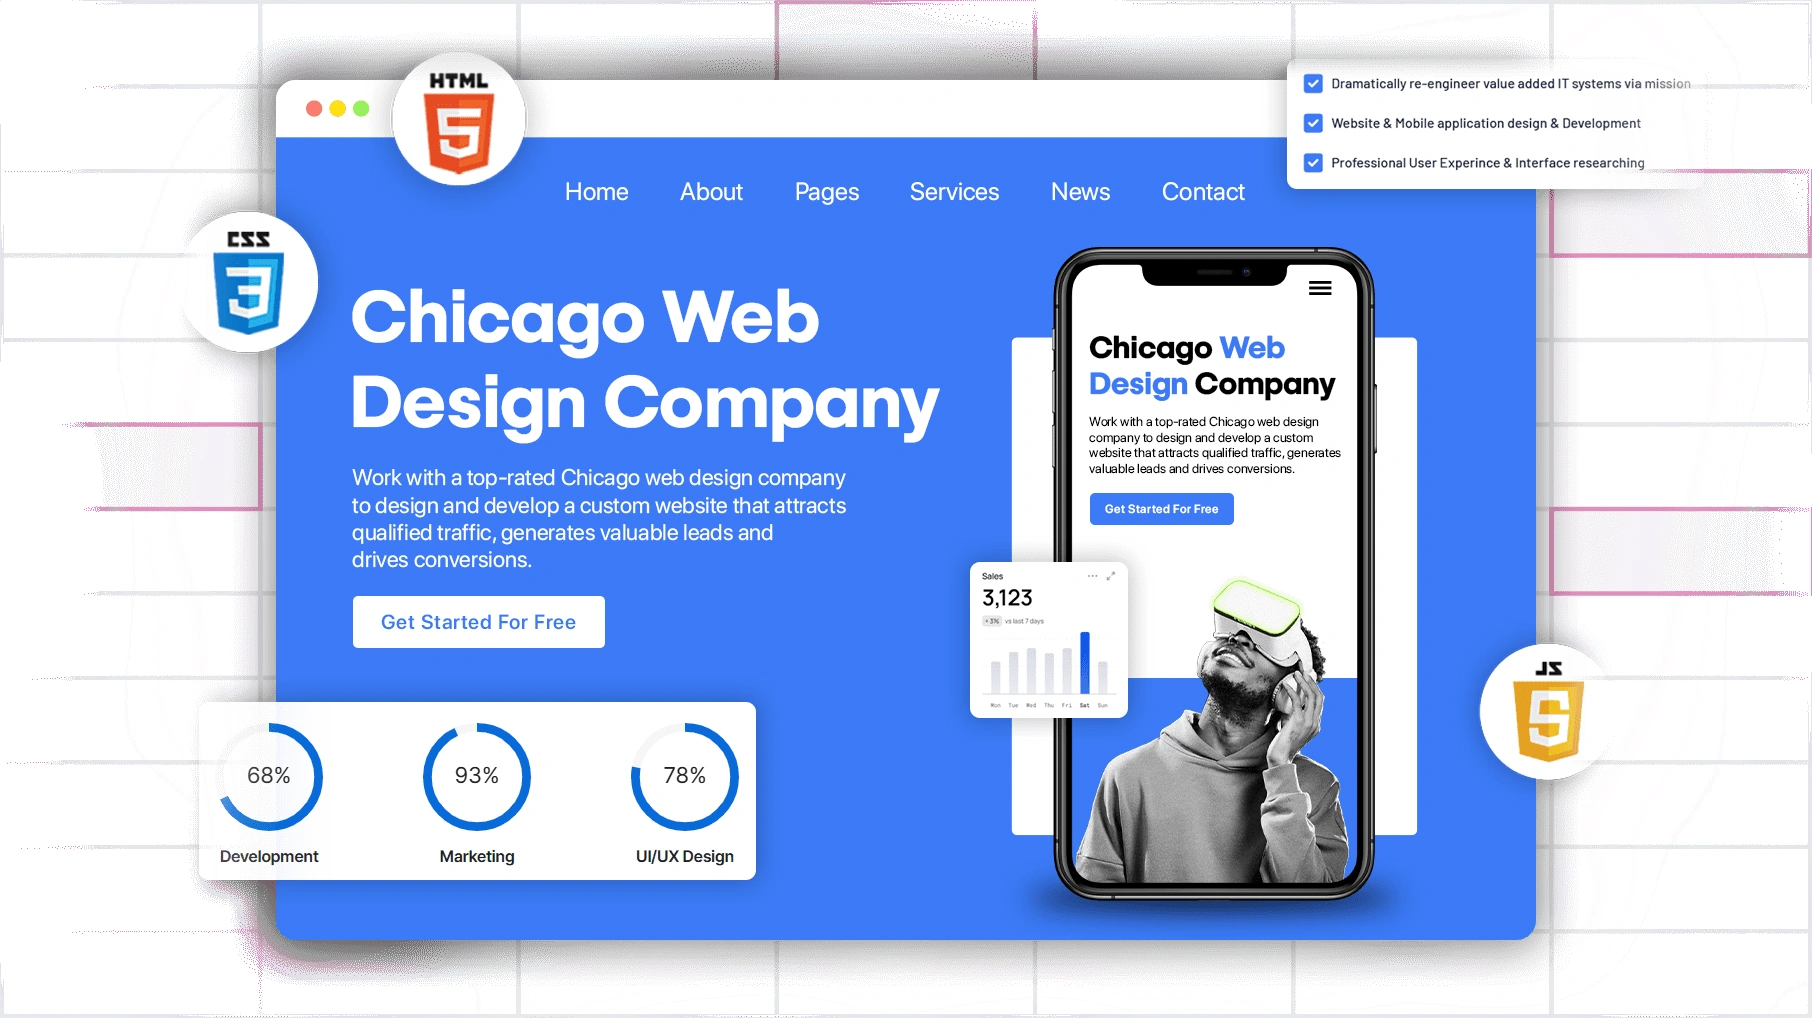 HTML
5
Dramatically re-engineer value added IT systems via mission
Website & Mobile application design & Development
Professional User Experince & Interface researching
Home About Pages Services News Contact
CSS
3
Chicago Web
Design Company
Work with a top-rated Chicago web design company
to design and develop a custom website that attracts
qualified traffic, generates valuable leads and
drives conversions.
Get Started For Free
Chicago Web
Design Company
Work with a top-rated Chicago web design
company to design and develop a custom
website that attracts qualified traffic, generates
valuable leads and drives conversions.
Get Started For Free
Sales
3,123
3% vs last 7 days
Mon Tue Wed Thu Fri Sat Sun
JS
5
68% 93% 78%
Development Marketing UI/UX Design